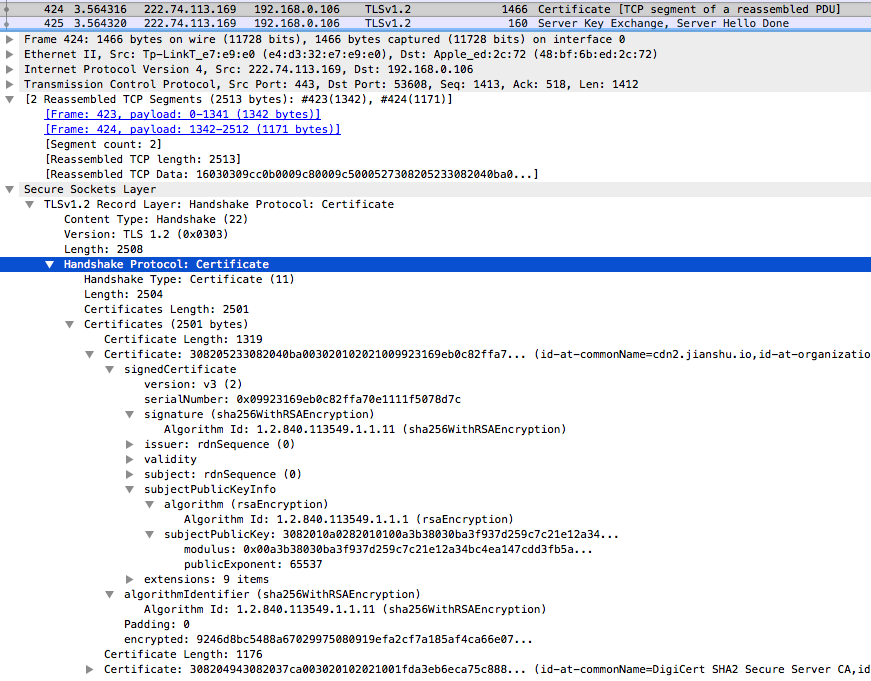 424 3.564316 222.74.113.169 192.168.0.106 TLSv1.2 1466 Certificate [TCP segment of a reassembled PDU]
425 3.564320 222.74.113.169 192.168.0.106 TLSv1.2 160 Server Key Exchange, Server Hello Done
Frame 424: 1466 bytes on wire (11728 bits), 1466 bytes captured (11728 bits) on interface 0
Ethernet II, Src: Tp-LinkT_e7:e9:e0 (e4:d3:32:e7:e9:e0), Dst: Apple_ed:2c:72 (48:bf:6b:ed:2c:72)
Internet Protocol Version 4, Src: 222.74.113.169, Dst: 192.168.0.106
Transmission Control Protocol, Src Port: 443, Dst Port: 53608, Seq: 1413, Ack: 518, Len: 1412
[2 Reassembled TCP Segments (2513 bytes): #423(1342), #424(1171)]
[Frame: 423, payload: 0-1341 (1342 bytes)]
[Frame: 424, payload: 1342-2512 (1171 bytes)]
[Segment count: 2]
[Reassembled TCP length: 2513]
[Reassembled TCP Data: 16030309cc0b0009c80009c5000527308205233082040ba0...]
Secure Sockets Layer
TLSv1.2 Record Layer: Handshake Protocol: Certificate
Content Type: Handshake (22)
Version: TLS 1.2 (0x0303)
Length: 2508
Handshake Protocol: Certificate
Handshake Type: Certificate (11)
Length: 2504
Certificates Length: 2501
Certificates (2501 bytes)
Certificate Length: 1319
Certificate: 308205233082040ba003020102021009923169eb0c82ffa7... (id-at-commonName=cdn2.jianshu.io,id-at-organizatio
signedCertificate
version: v3 (2)
serialNumber: 0x09923169eb0c82ffa70e1111f5078d7c
signature (sha256WithRSAEncryption)
Algorithm Id: 1.2.840.113549.1.1.11 (sha256WithRSAEncryption)
issuer: rdnSequence (0)
validity
subject: rdnSequence (0)
subjectPublicKeyInfo
algorithm (rsaEncryption)
Algorithm Id: 1.2.840.113549.1.1.1 (rsaEncryption)
subjectPublicKey: 3082010a0282010100a3b38030ba3f937d259c7c21e12a34...
modulus: 0x00a3b38030ba3f937d259c7c21e12a34bc4ea147cdd3fb5a...
publicExponent: 65537
extensions: 9 items
algorithmIdentifier (sha256WithRSAEncryption)
Algorithm Id: 1.2.840.113549.1.1.11 (sha256WithRSAEncryption)
Padding: 0
encrypted: 9246d8bc5488a67029975080919efa2cf7a185af4ca66e07...
Certificate Length: 1176
Certificate: 308204943082037ca003020102021001fda3eb6eca75c888... (id-at-commonName=DigiCert SHA2 Secure Server CA,id